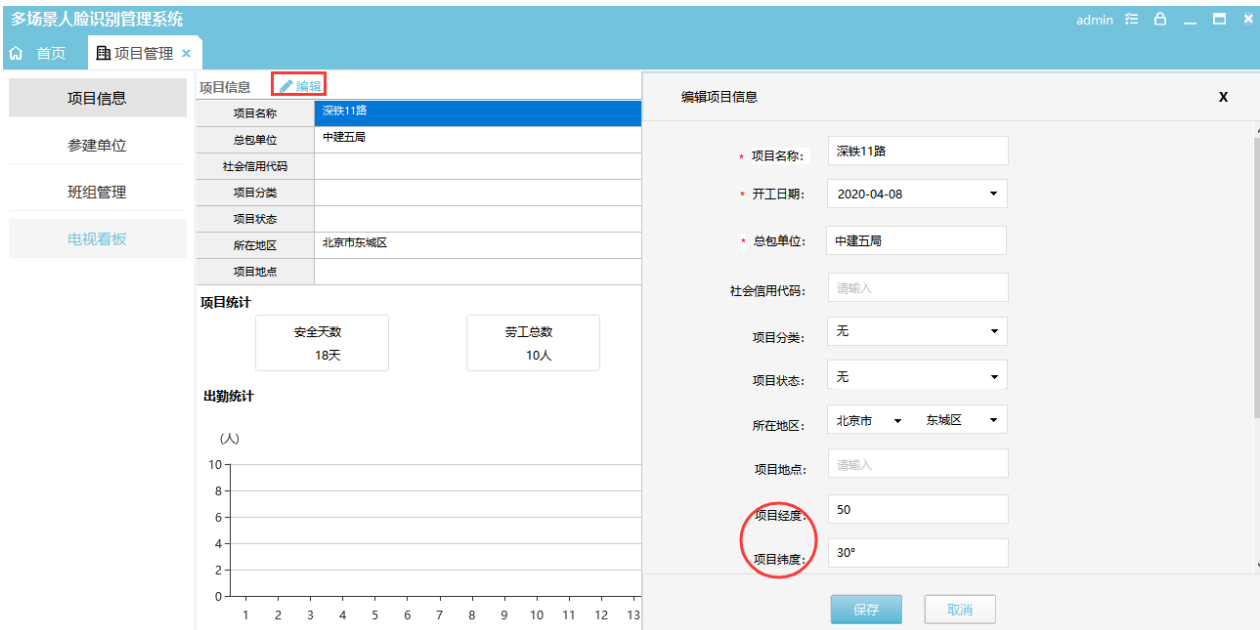 多场景人脸识别管理系统
admin
首页
项目管理 ×
项目信息
参建单位
班组管理
电视看板
项目信息 编辑
项目名称 深铁11路
总包单位 中建五局
社会信用代码
项目分类
项目状态
所在地区 北京市东城区
项目地点
项目统计
安全天数
18天
劳工总数
10人
出勤统计
(人)
10
8
6
4
2
0
1 2 3 4 5 6 7 8 9 10 11 12 13
编辑项目信息 X
* 项目名称: 深铁11路
* 开工日期: 2020-04-08
* 总包单位: 中建五局
社会信用代码: 请输入
项目分类: 无
项目状态: 无
所在地区: 北京市 东城区
项目地点: 请输入
项目经度: 50
项目纬度: 30°
保存 取消